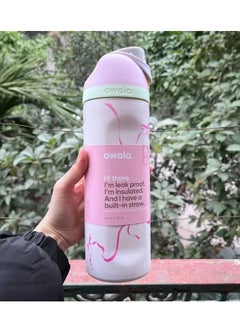 owala
owala
Hi there.
I'm leak proof.
I'm insulated.
And I have a
built-in straw.